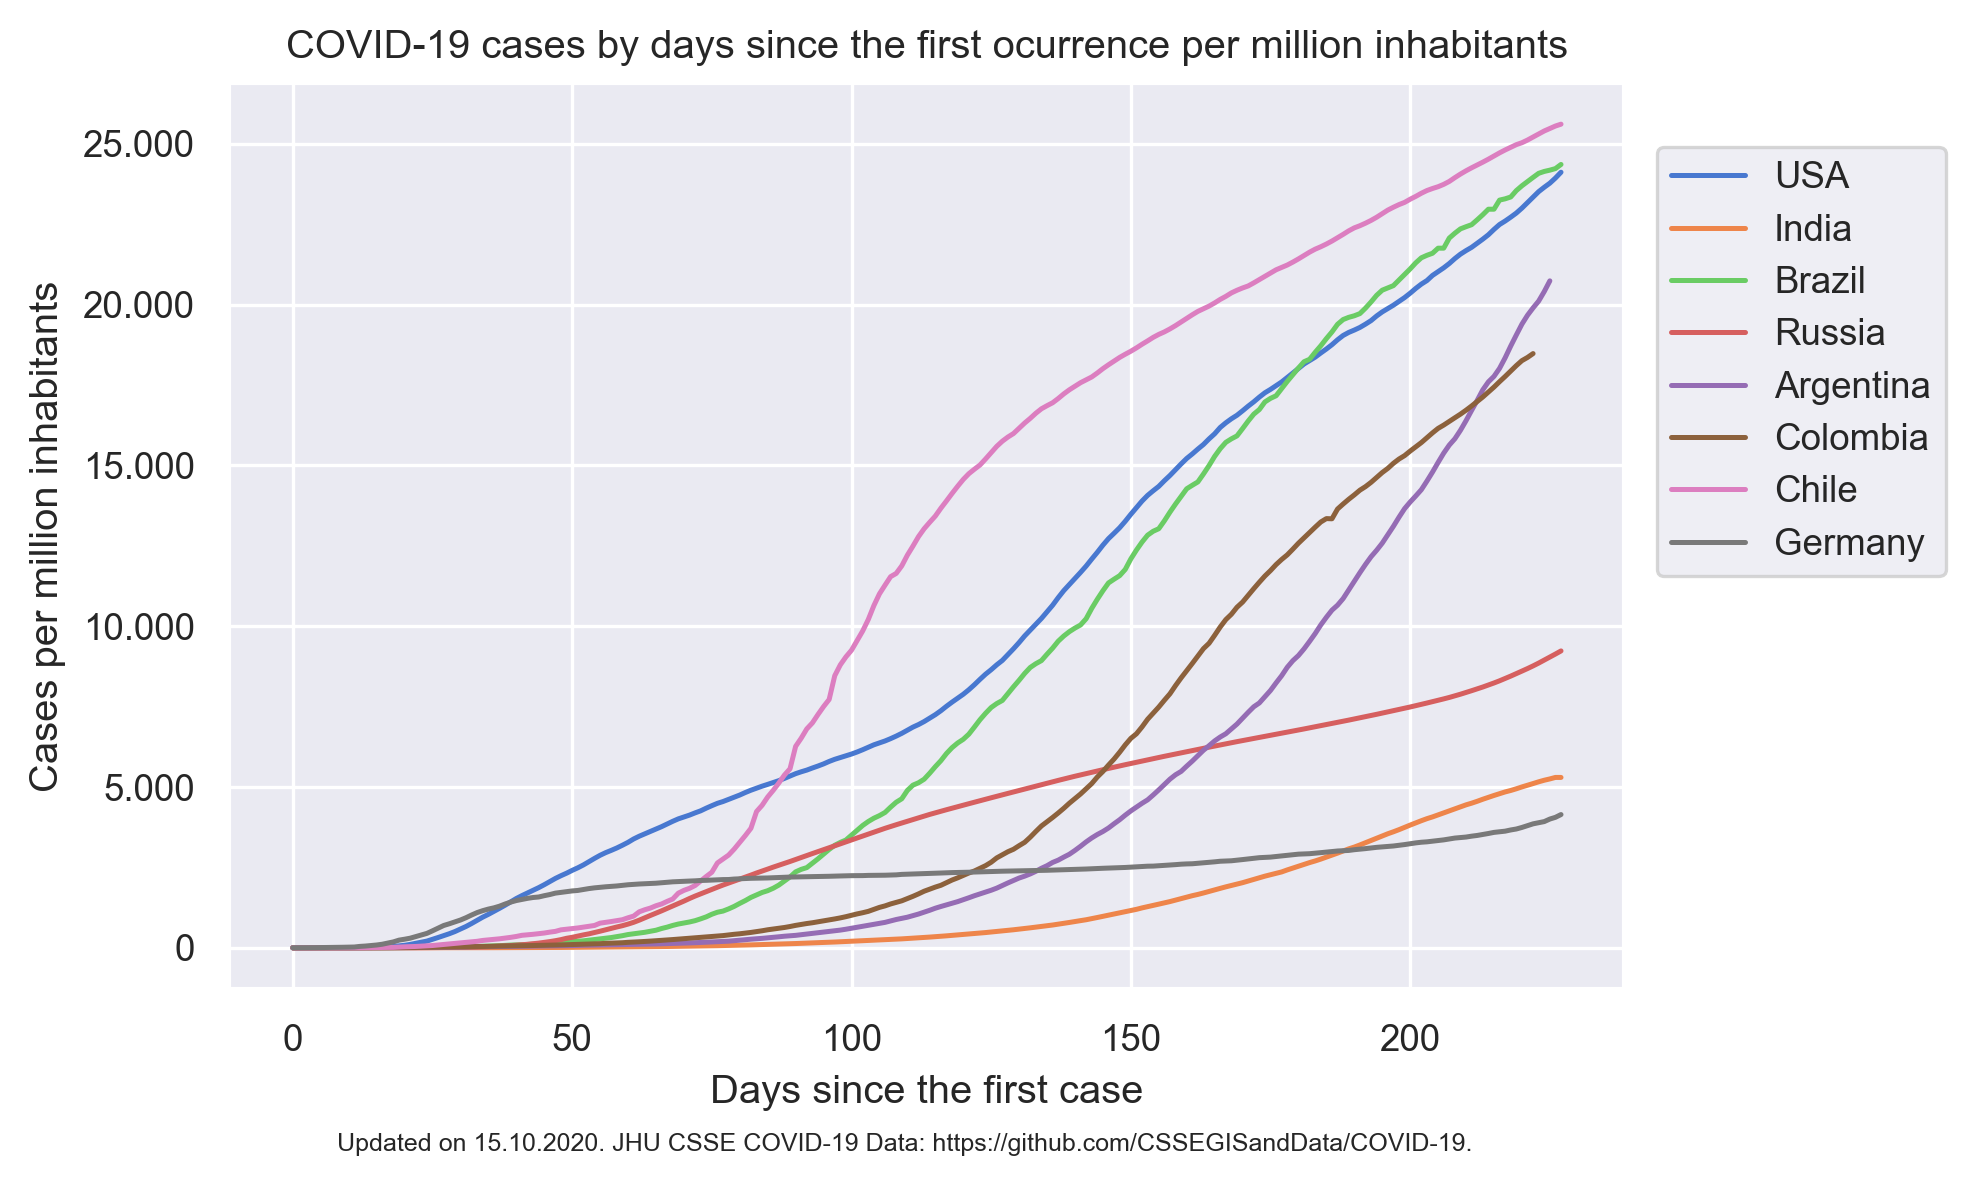 COVID-19 cases by days since the first ocurrence per million inhabitants
Cases per million inhabitants
25.000
20.000
15.000
10.000
5.000
0
0
50
100
150
200
Days since the first case
USA
India
Brazil
Russia
Argentina
Colombia
Chile
Germany
Updated on 15.10.2020. JHU CSSE COVID-19 Data: https://github.com/CSSEGISandData/COVID-19.